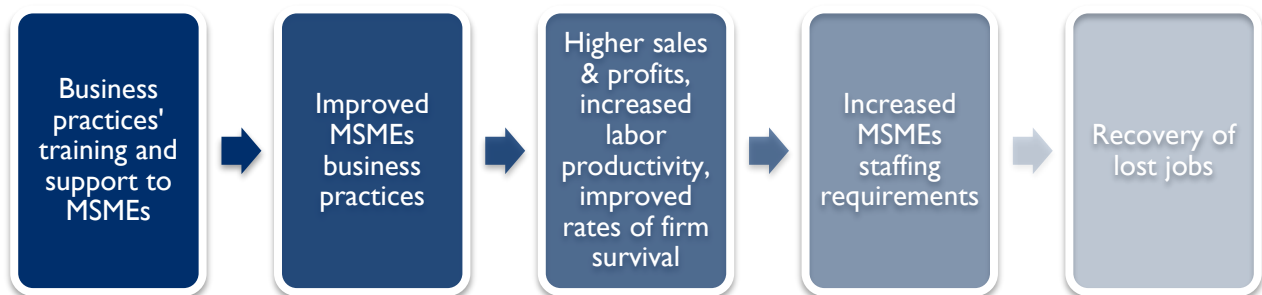 Business
practices'
training and
support to
MSMEs
Improved
MSMEs
business
practices
Higher sales
& profits,
increased
labor
productivity,
improved
rates of firm
survival
Increased
MSMEs
staffing
requirements
Recovery of
lost jobs